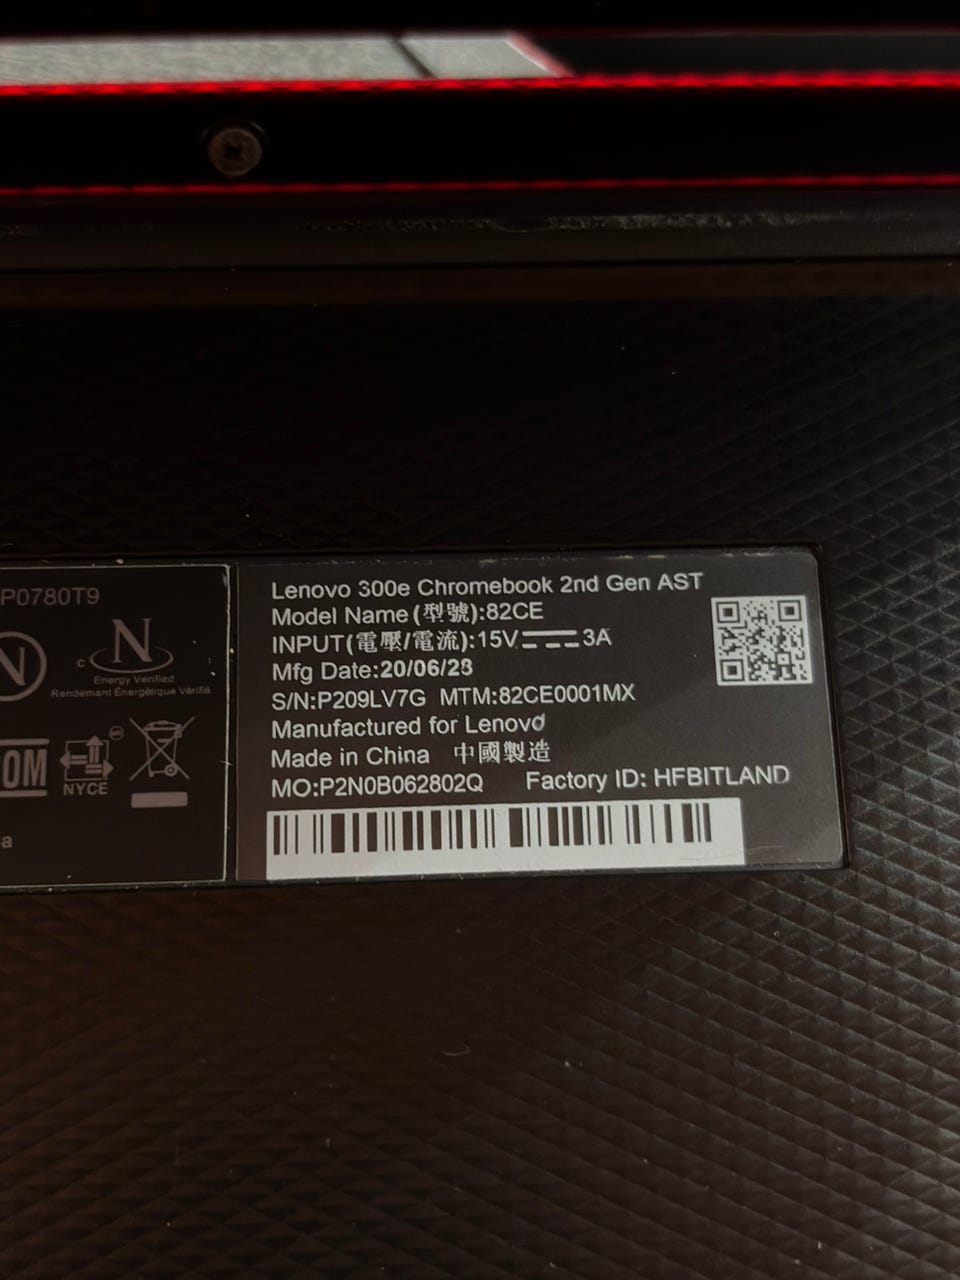 P0780T9
N
c N
Energy Verified
Rendement Énergétique Vérifié
OM
NYCE
Lenovo 300e Chromebook 2nd Gen AST
Model Name(型號):82CE
INPUT(電壓/電流):15V⎓3A
Mfg Date:20/06/28
S/N:P209LV7G MTM:82CE0001MX
Manufactured for Lenovo
Made in China 中國製造
MO:P2N0B062802Q Factory ID: HFBITLAND